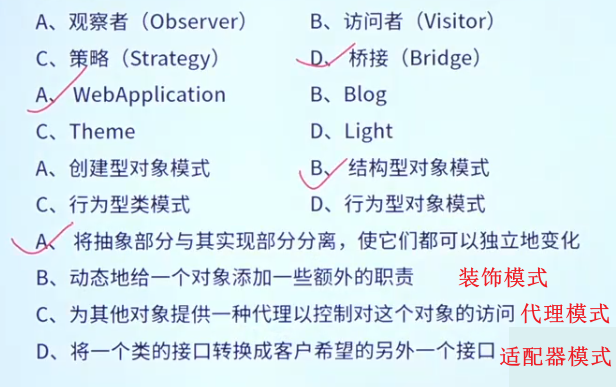 A、观察者（Observer） B、访问者（Visitor）
C、策略（Strategy） D、桥接（Bridge）
A、WebApplication B、Blog
C、Theme D、Light
A、创建型对象模式 B、结构型对象模式
C、行为型类模式 D、行为型对象模式
A、将抽象部分与其实现部分分离，使它们都可以独立地变化
B、动态地给一个对象添加一些额外的职责 装饰模式
C、为其他对象提供一种代理以控制对这个对象的访问 代理模式
D、将一个类的接口转换成客户希望的另外一个接口 适配器模式